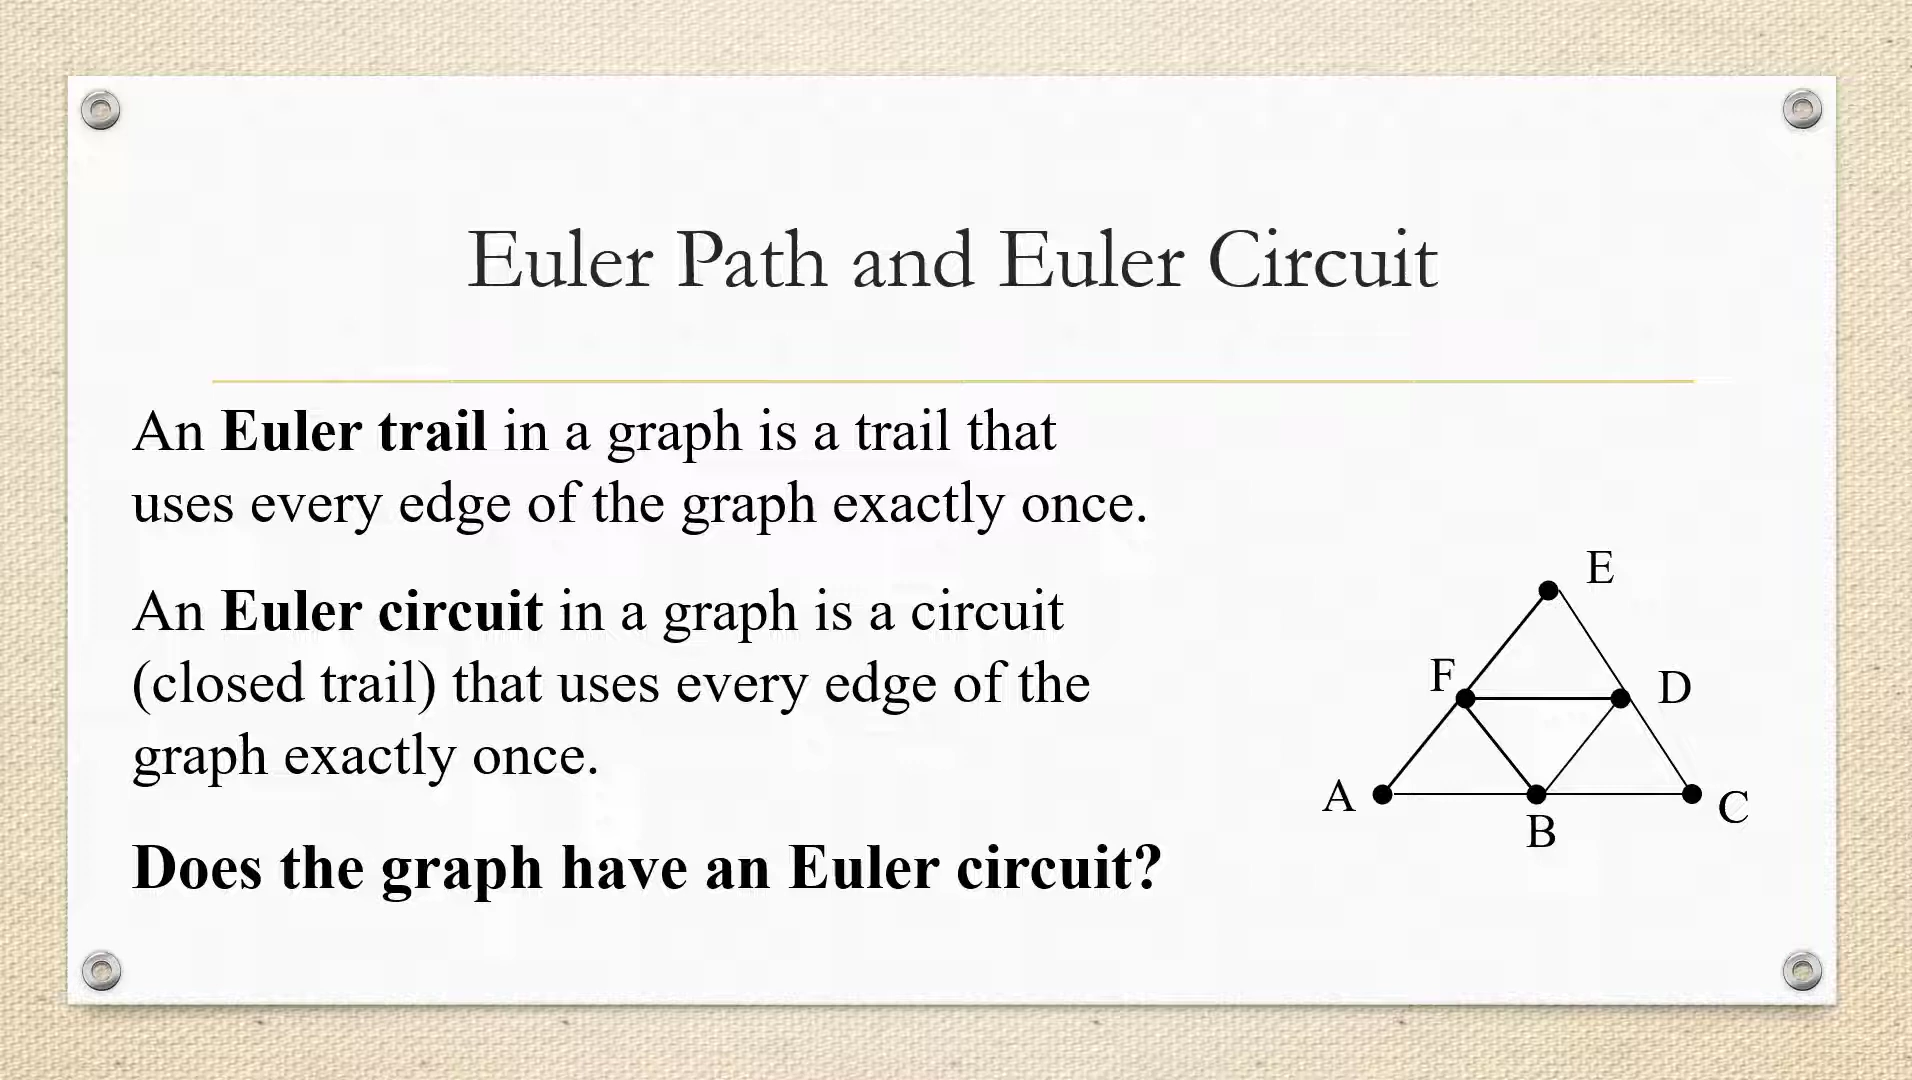 Euler Path and Euler Circuit
An Euler trail in a graph is a trail that
uses every edge of the graph exactly once.
An Euler circuit in a graph is a circuit
(closed trail) that uses every edge of the
graph exactly once.
Does the graph have an Euler circuit?
E
F
D
A
B
C